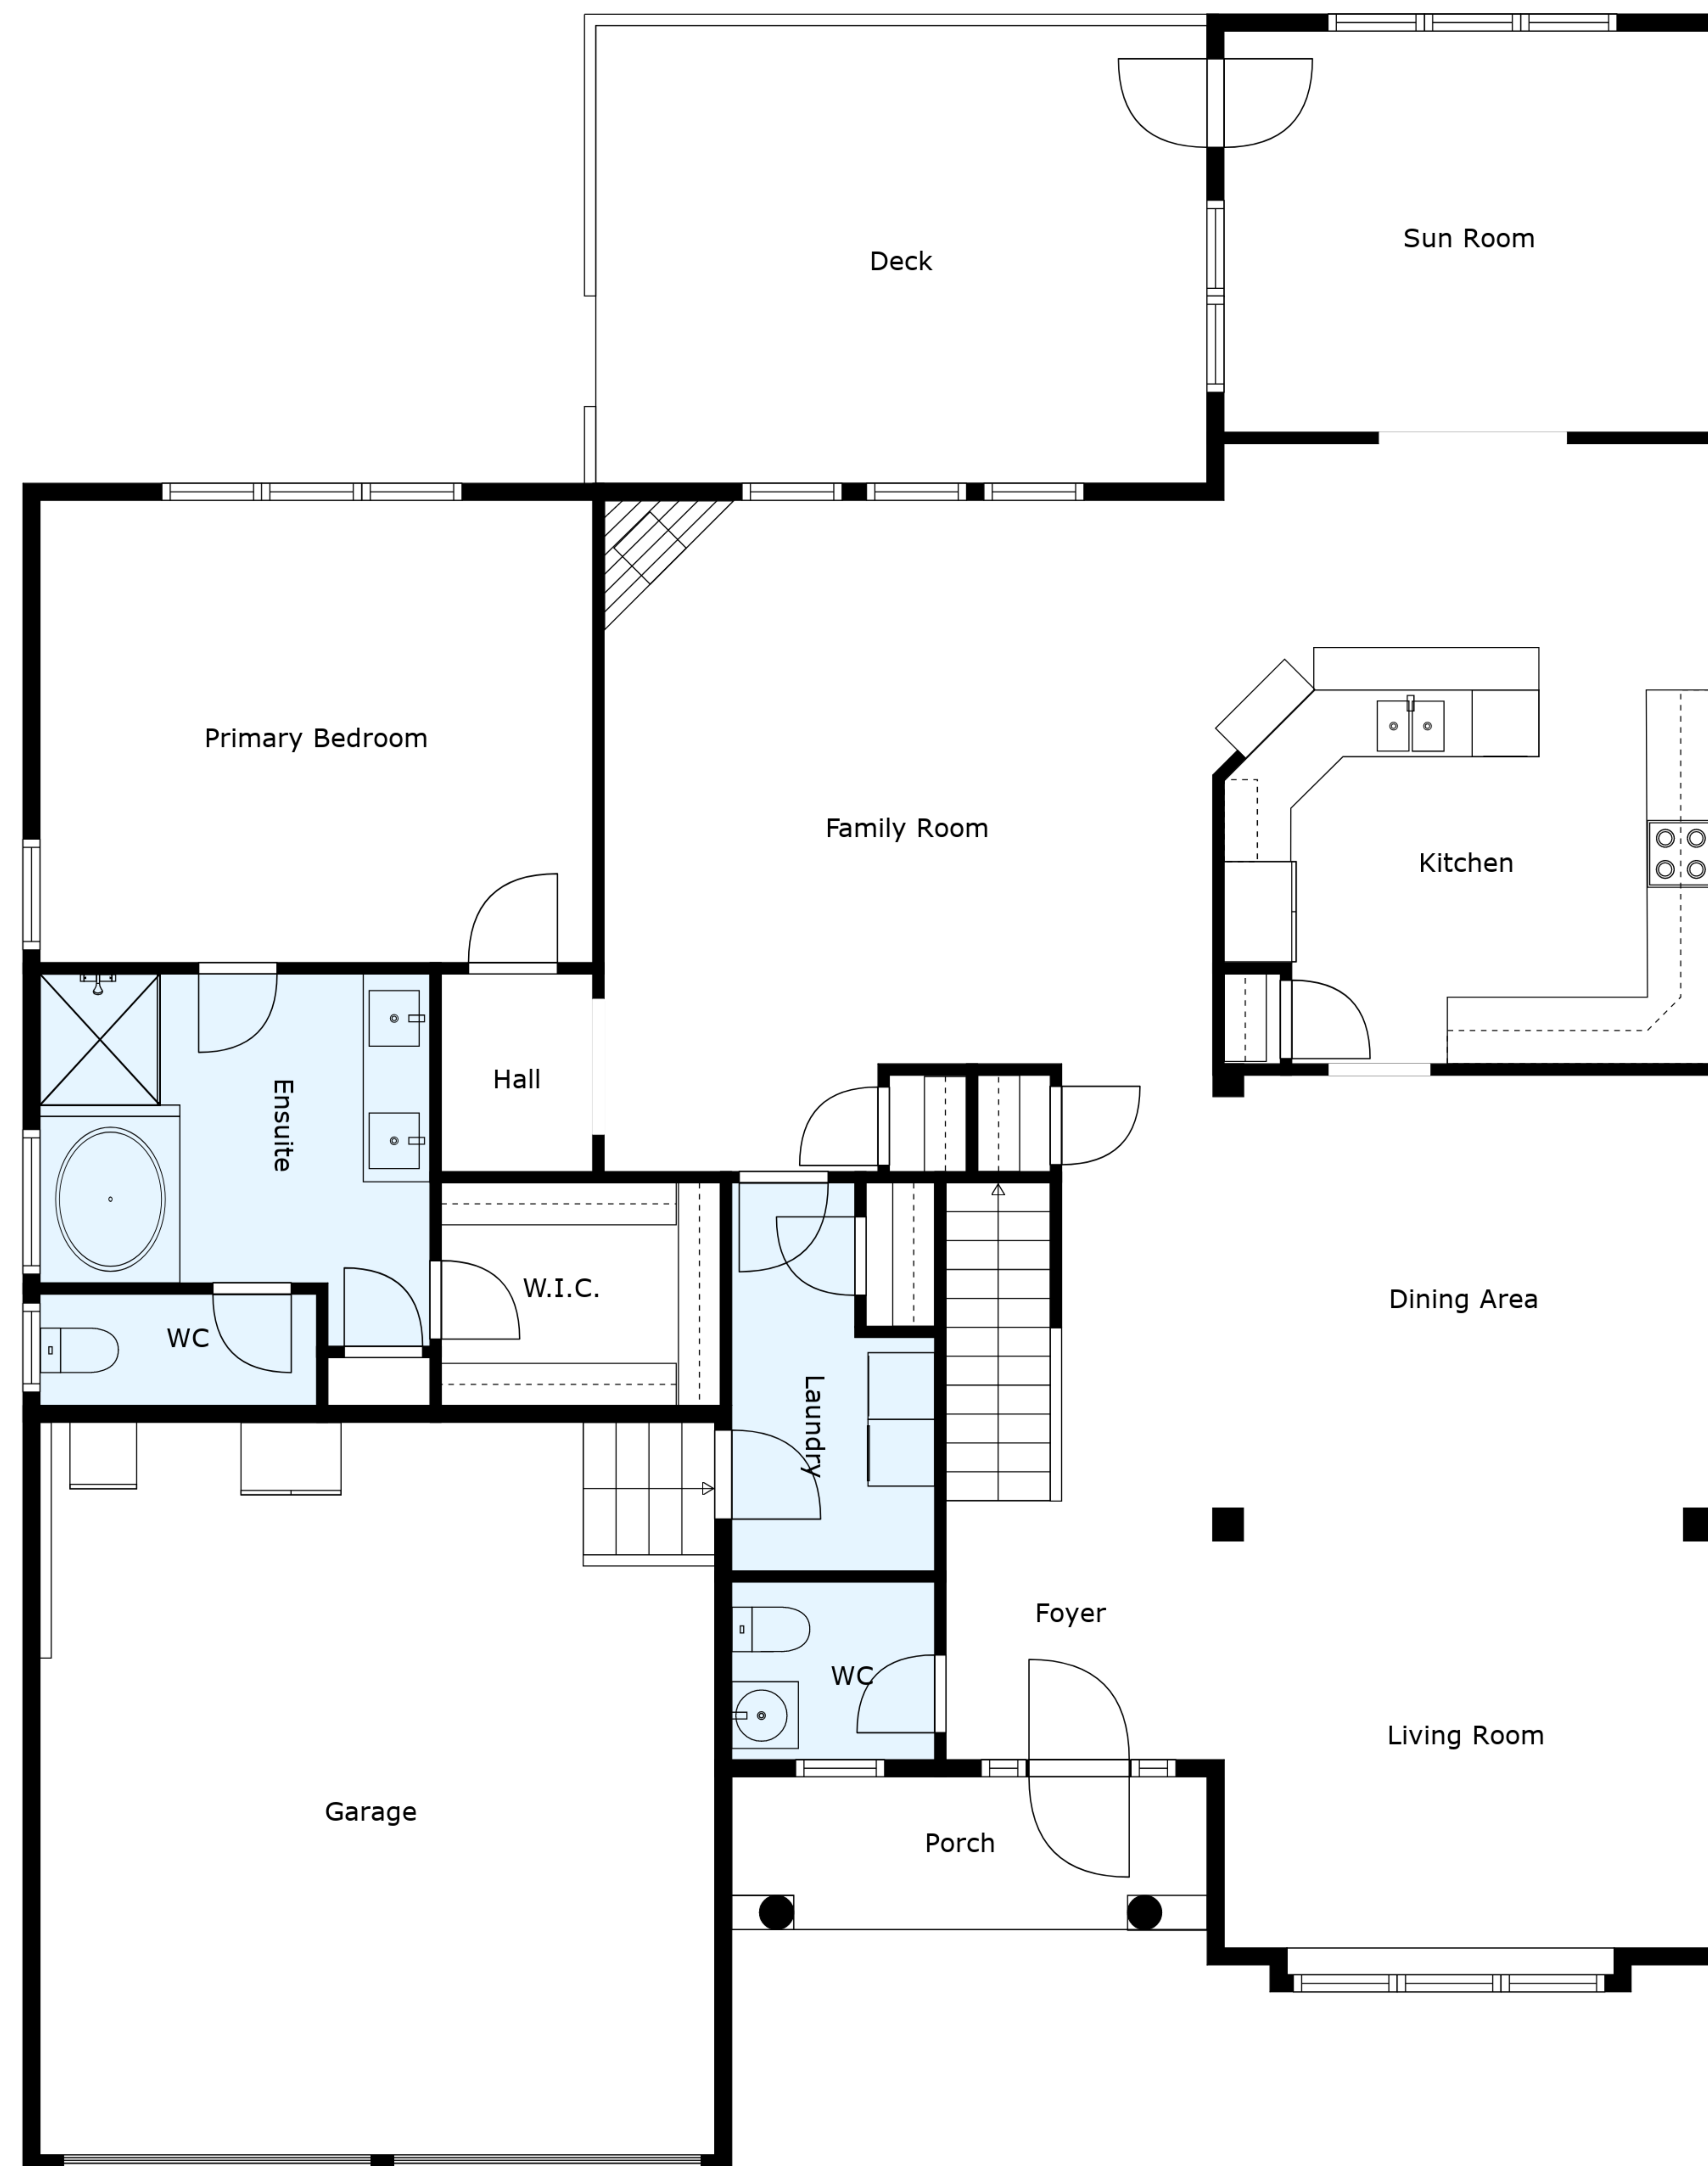 Sun Room
Deck
Primary Bedroom
Family Room
Kitchen
Hall
Ensuite
W.I.C.
Dining Area
WC
Laundry
Foyer
WC
Living Room
Garage
Porch